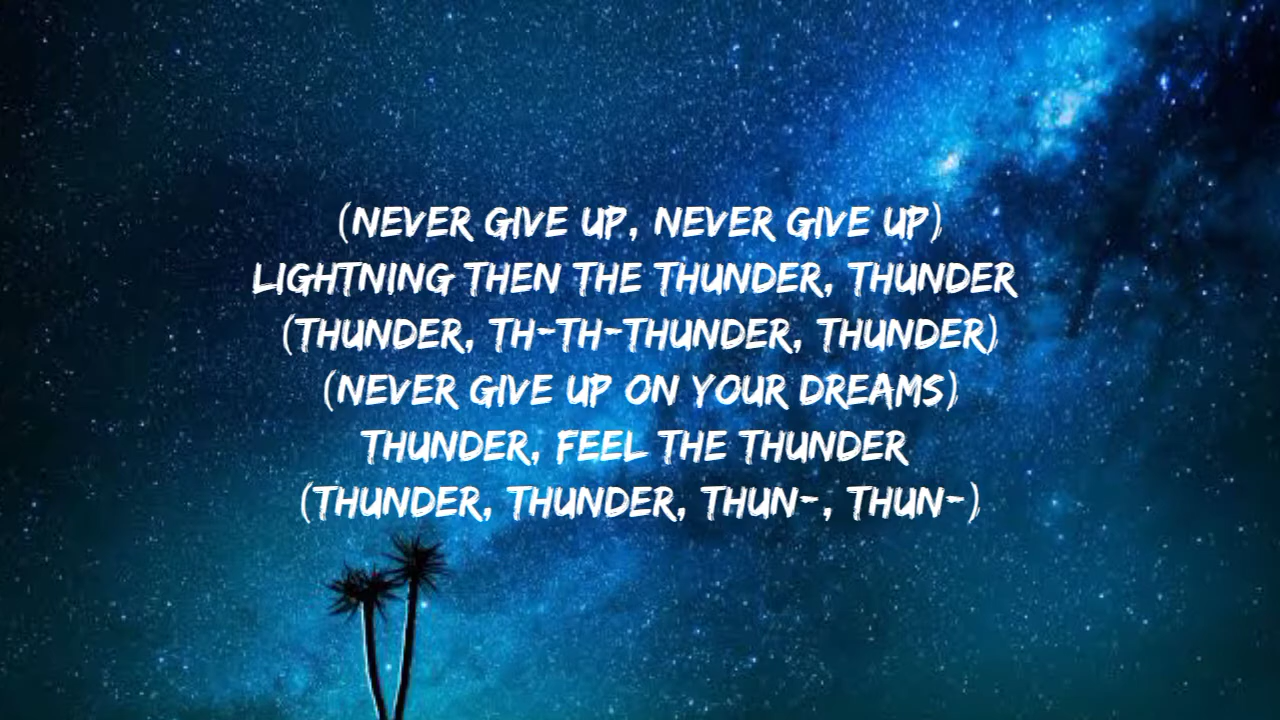 (NEVER GIVE UP, NEVER GIVE UP)
LIGHTNING THEN THE THUNDER, THUNDER
(THUNDER, TH-TH-THUNDER, THUNDER)
(NEVER GIVE UP ON YOUR DREAMS)
THUNDER, FEEL THE THUNDER
(THUNDER, THUNDER, THUN-, THUN-)